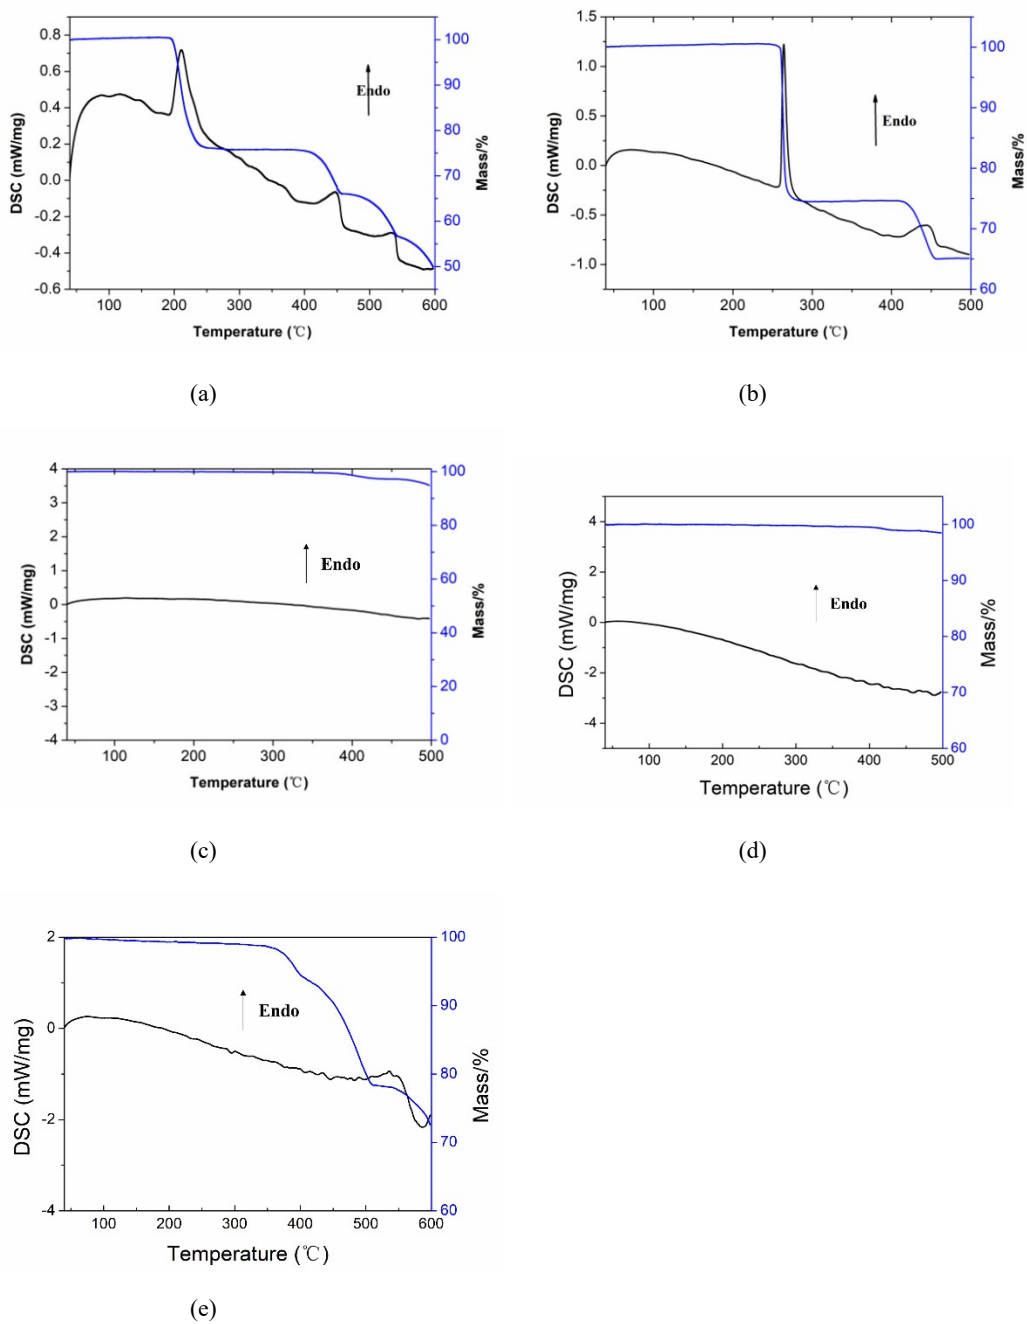 0.8
0.6
0.4
0.2
0.0
-0.2
-0.4
-0.6
DSC (mW/mg)
100 200 300 400 500 600
Temperature (℃)
100
90
80
70
60
50
Mass/%
Endo
(a)
1.5
1.0
0.5
0.0
-0.5
-1.0
DSC (mW/mg)
100 200 300 400 500
Temperature (℃)
100
90
80
70
60
Mass/%
Endo
(b)
4
3
2
1
0
-1
-2
-3
-4
DSC (mW/mg)
100 200 300 400 500
Temperature (℃)
100
80
60
40
20
0
Mass/%
Endo
(c)
4
2
0
-2
-4
DSC (mW/mg)
100 200 300 400 500
Temperature (℃)
100
90
80
70
60
Mass/%
Endo
(d)
2
0
-2
-4
DSC (mW/mg)
100 200 300 400 500 600
Temperature (℃)
100
90
80
70
60
Mass/%
Endo
(e)